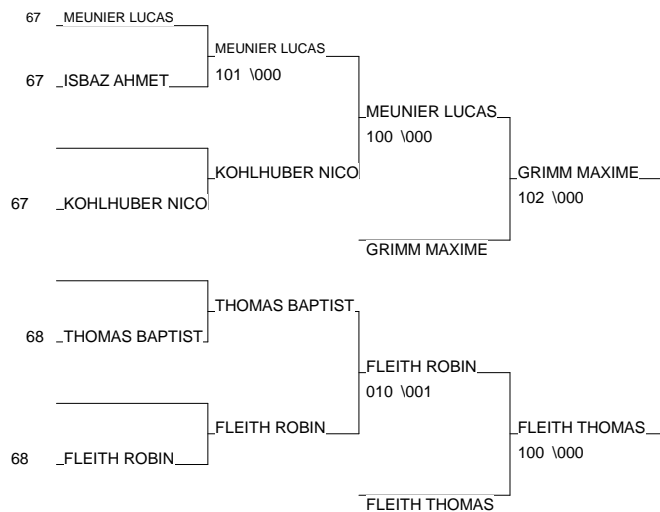 67 MEUNIER LUCAS
MEUNIER LUCAS
101 \000
67 ISBAZ AHMET
MEUNIER LUCAS
100 \000
KOHLHUBER NICO
GRIMM MAXIME
102 \000
67 KOHLHUBER NICO
GRIMM MAXIME
THOMAS BAPTIST
68 THOMAS BAPTIST
FLEITH ROBIN
010 \001
FLEITH ROBIN
FLEITH THOMAS
100 \000
68 FLEITH ROBIN
FLEITH THOMAS